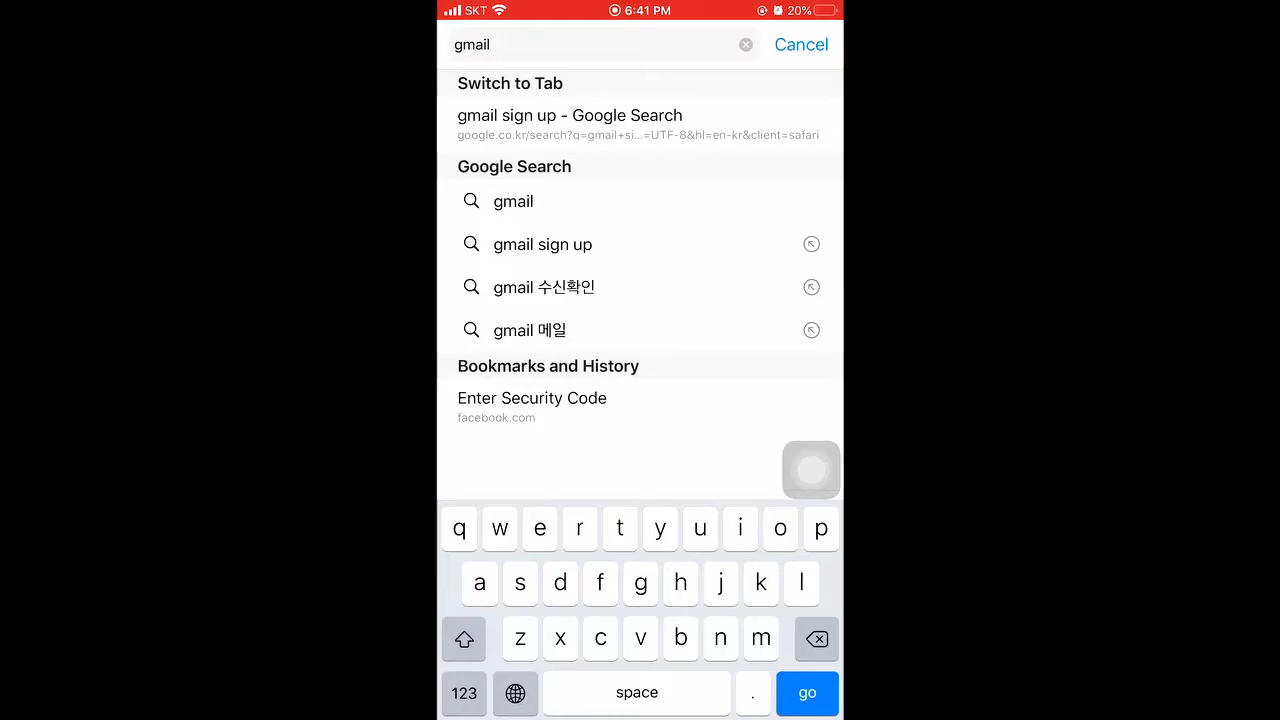 SKT 6:41 PM 20%
gmail Cancel
Switch to Tab
gmail sign up - Google Search
google.co.kr/search?q=gmail+si...=UTF-8&hl=en-kr&client=safari
Google Search
gmail
gmail sign up
gmail 수신확인
gmail 메일
Bookmarks and History
Enter Security Code
facebook.com
q w e r t y u i o p
a s d f g h j k l
z x c v b n m
123 space . go